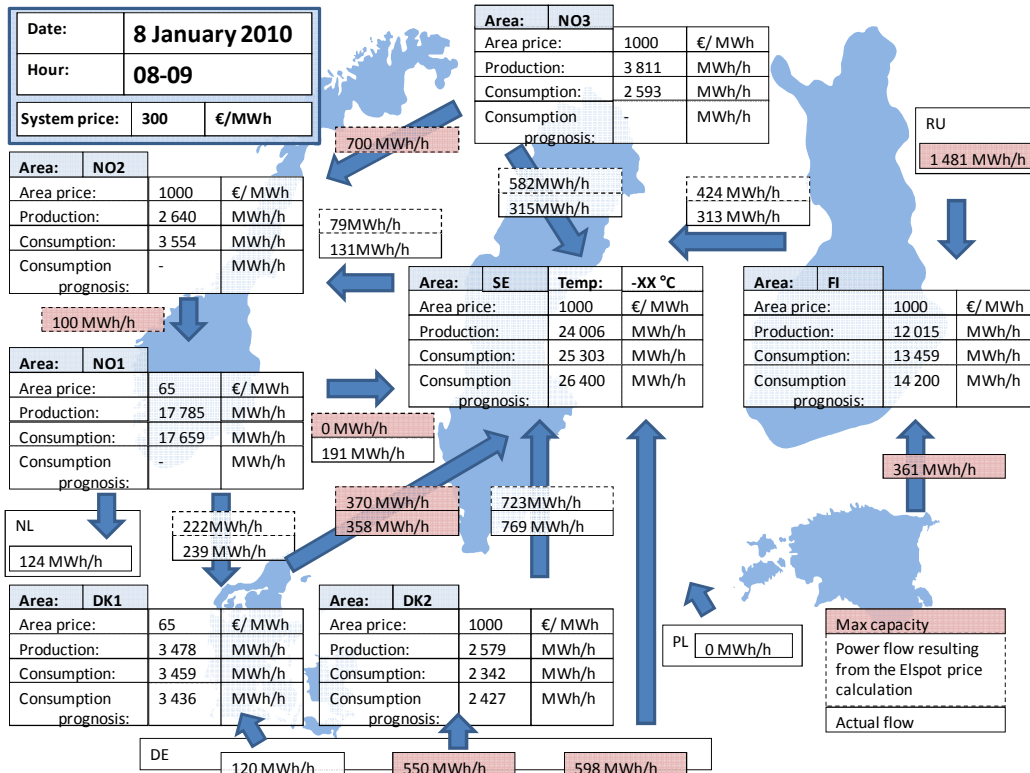 Date: 8 January 2010
Hour: 08-09
System price: 300 €/MWh
Area: NO3
Area price: 1000 €/ MWh
Production: 3 811 MWh/h
Consumption: 2 593 MWh/h
Consumption - MWh/h
prognosis:
700 MWh/h
RU
1 481 MWh/h
Area: NO2
Area price: 1000 €/ MWh
Production: 2 640 MWh/h
Consumption: 3 554 MWh/h
Consumption - MWh/h
prognosis:
582MWh/h
315MWh/h
424 MWh/h
313 MWh/h
79MWh/h
131MWh/h
Area: SE Temp: -XX °C
Area price: 1000 €/ MWh
Production: 24 006 MWh/h
Consumption: 25 303 MWh/h
Consumption 26 400 MWh/h
prognosis:
Area: FI
Area price: 1000 €/ MWh
Production: 12 015 MWh/h
Consumption: 13 459 MWh/h
Consumption 14 200 MWh/h
prognosis:
100 MWh/h
Area: NO1
Area price: 65 €/ MWh
Production: 17 785 MWh/h
Consumption: 17 659 MWh/h
Consumption - MWh/h
prognosis:
0 MWh/h
191 MWh/h
361 MWh/h
370 MWh/h
358 MWh/h
723MWh/h
769 MWh/h
NL
124 MWh/h
222MWh/h
239 MWh/h
Area: DK1
Area price: 65 €/ MWh
Production: 3 478 MWh/h
Consumption: 3 459 MWh/h
Consumption 3 436 MWh/h
prognosis:
Area: DK2
Area price: 1000 €/ MWh
Production: 2 579 MWh/h
Consumption: 2 342 MWh/h
Consumption 2 427 MWh/h
prognosis:
PL 0 MWh/h
Max capacity
Power flow resulting
from the Elspot price
calculation
Actual flow
DE
120 MWh/h
550 MWh/h
598 MWh/h